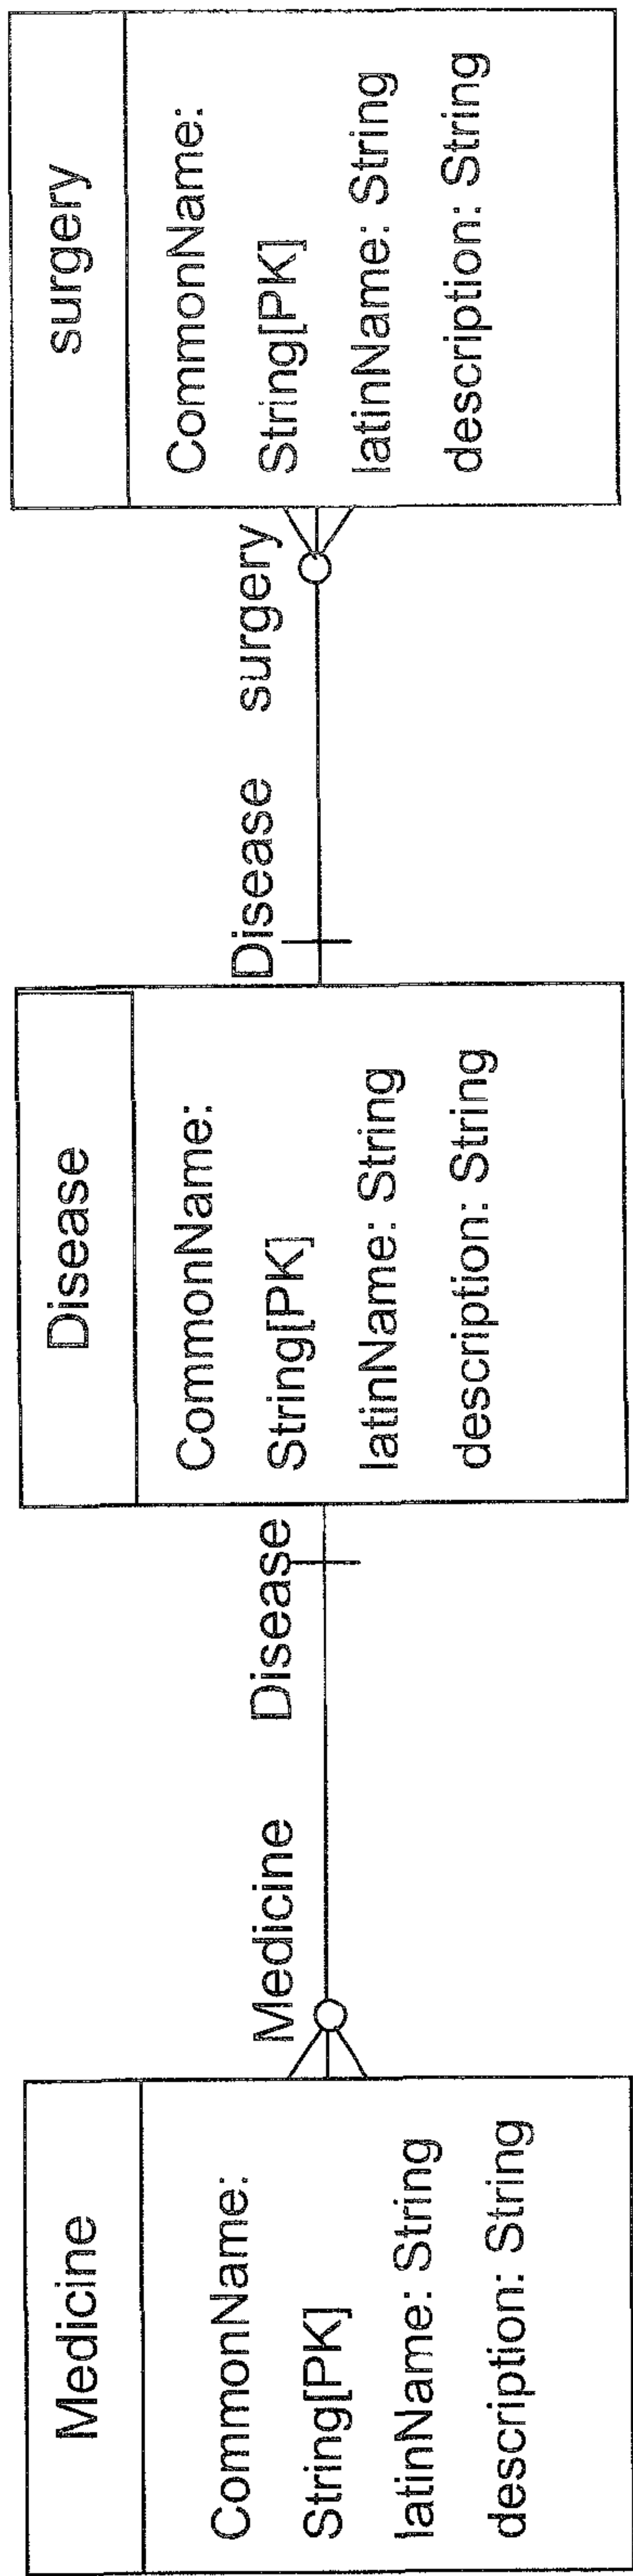 Medicine
CommonName:
String[PK]
latinName: String
description: String
Medicine
Disease
Disease
CommonName:
String[PK]
latinName: String
description: String
Disease
surgery
surgery
CommonName:
String[PK]
latinName: String
description: String